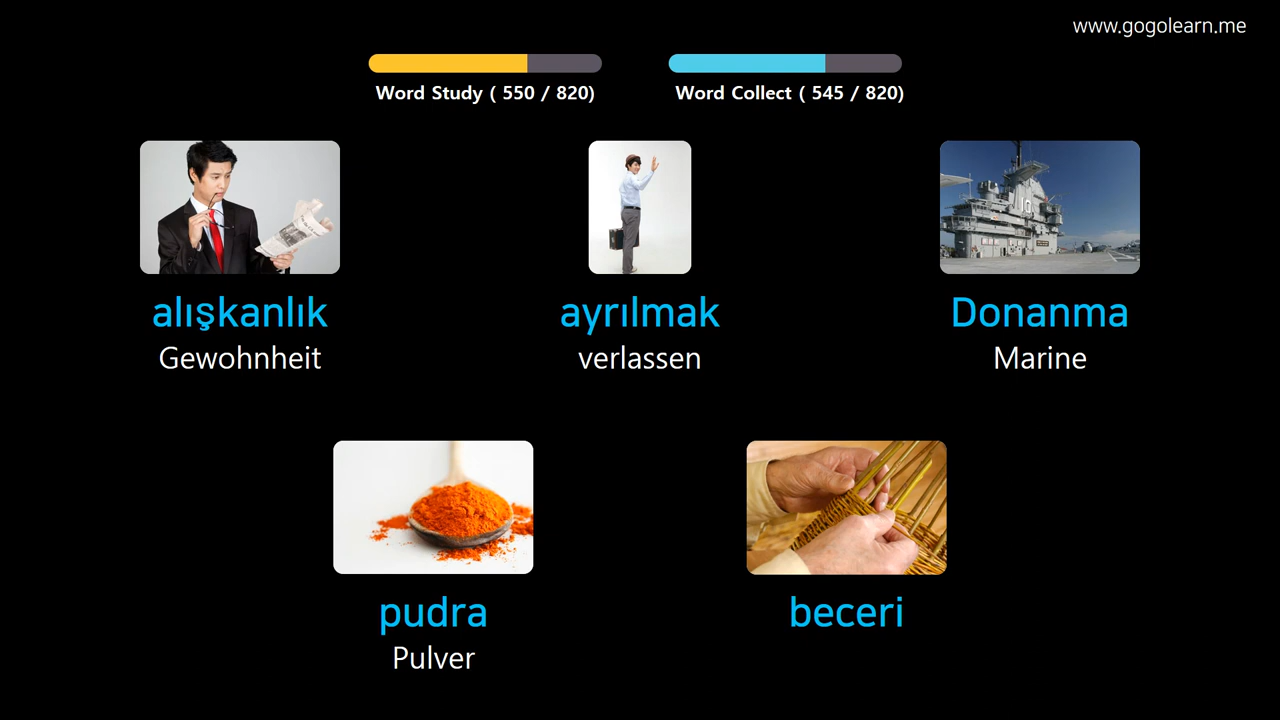 www.gogolearn.me
Word Study ( 550 / 820)
Word Collect ( 545 / 820)
alışkanlık
Gewohnheit
ayrılmak
verlassen
Donanma
Marine
pudra
Pulver
beceri